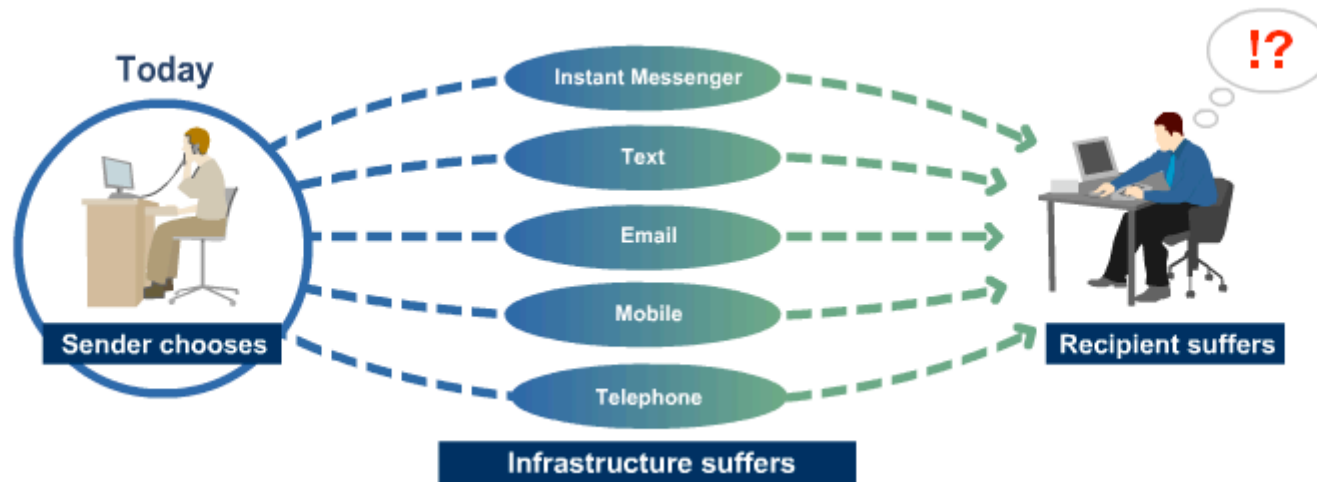 !?
Today
Instant Messenger
Text
Email
Mobile
Telephone
Sender chooses
Recipient suffers
Infrastructure suffers